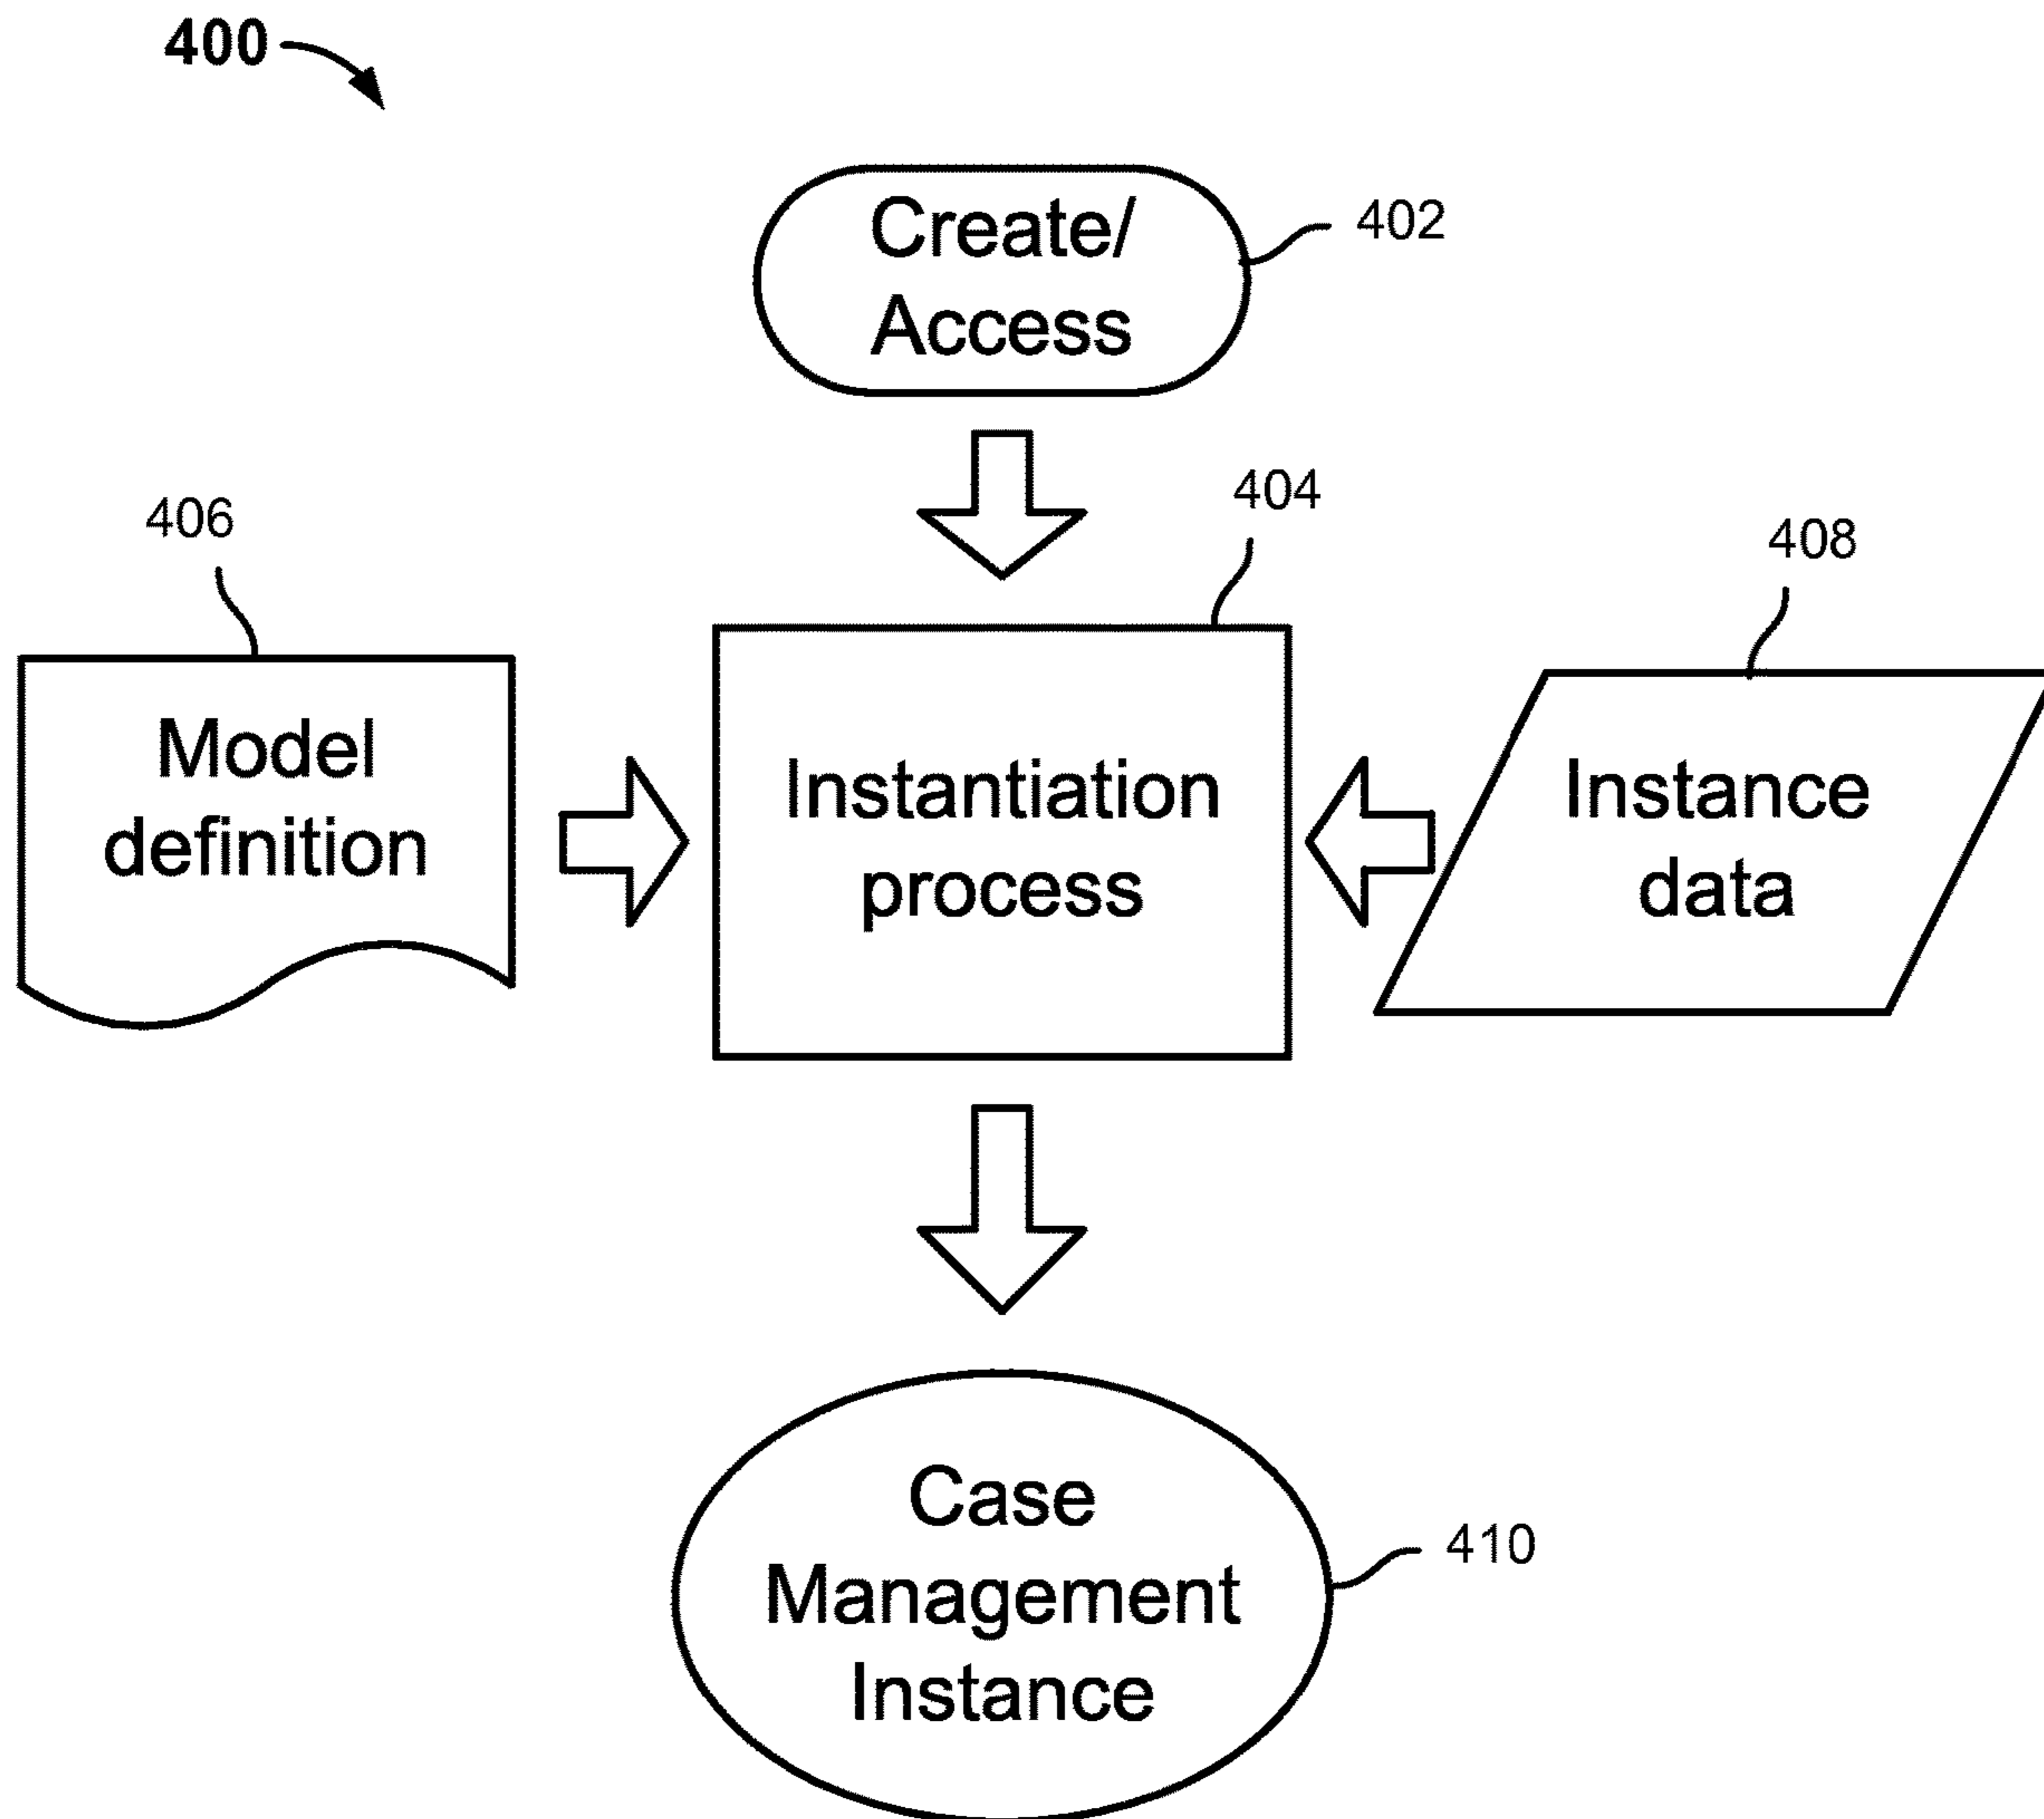 400
Create/
Access
402
404
406
408
Model
definition
Instantiation
process
Instance
data
Case
Management
Instance
410